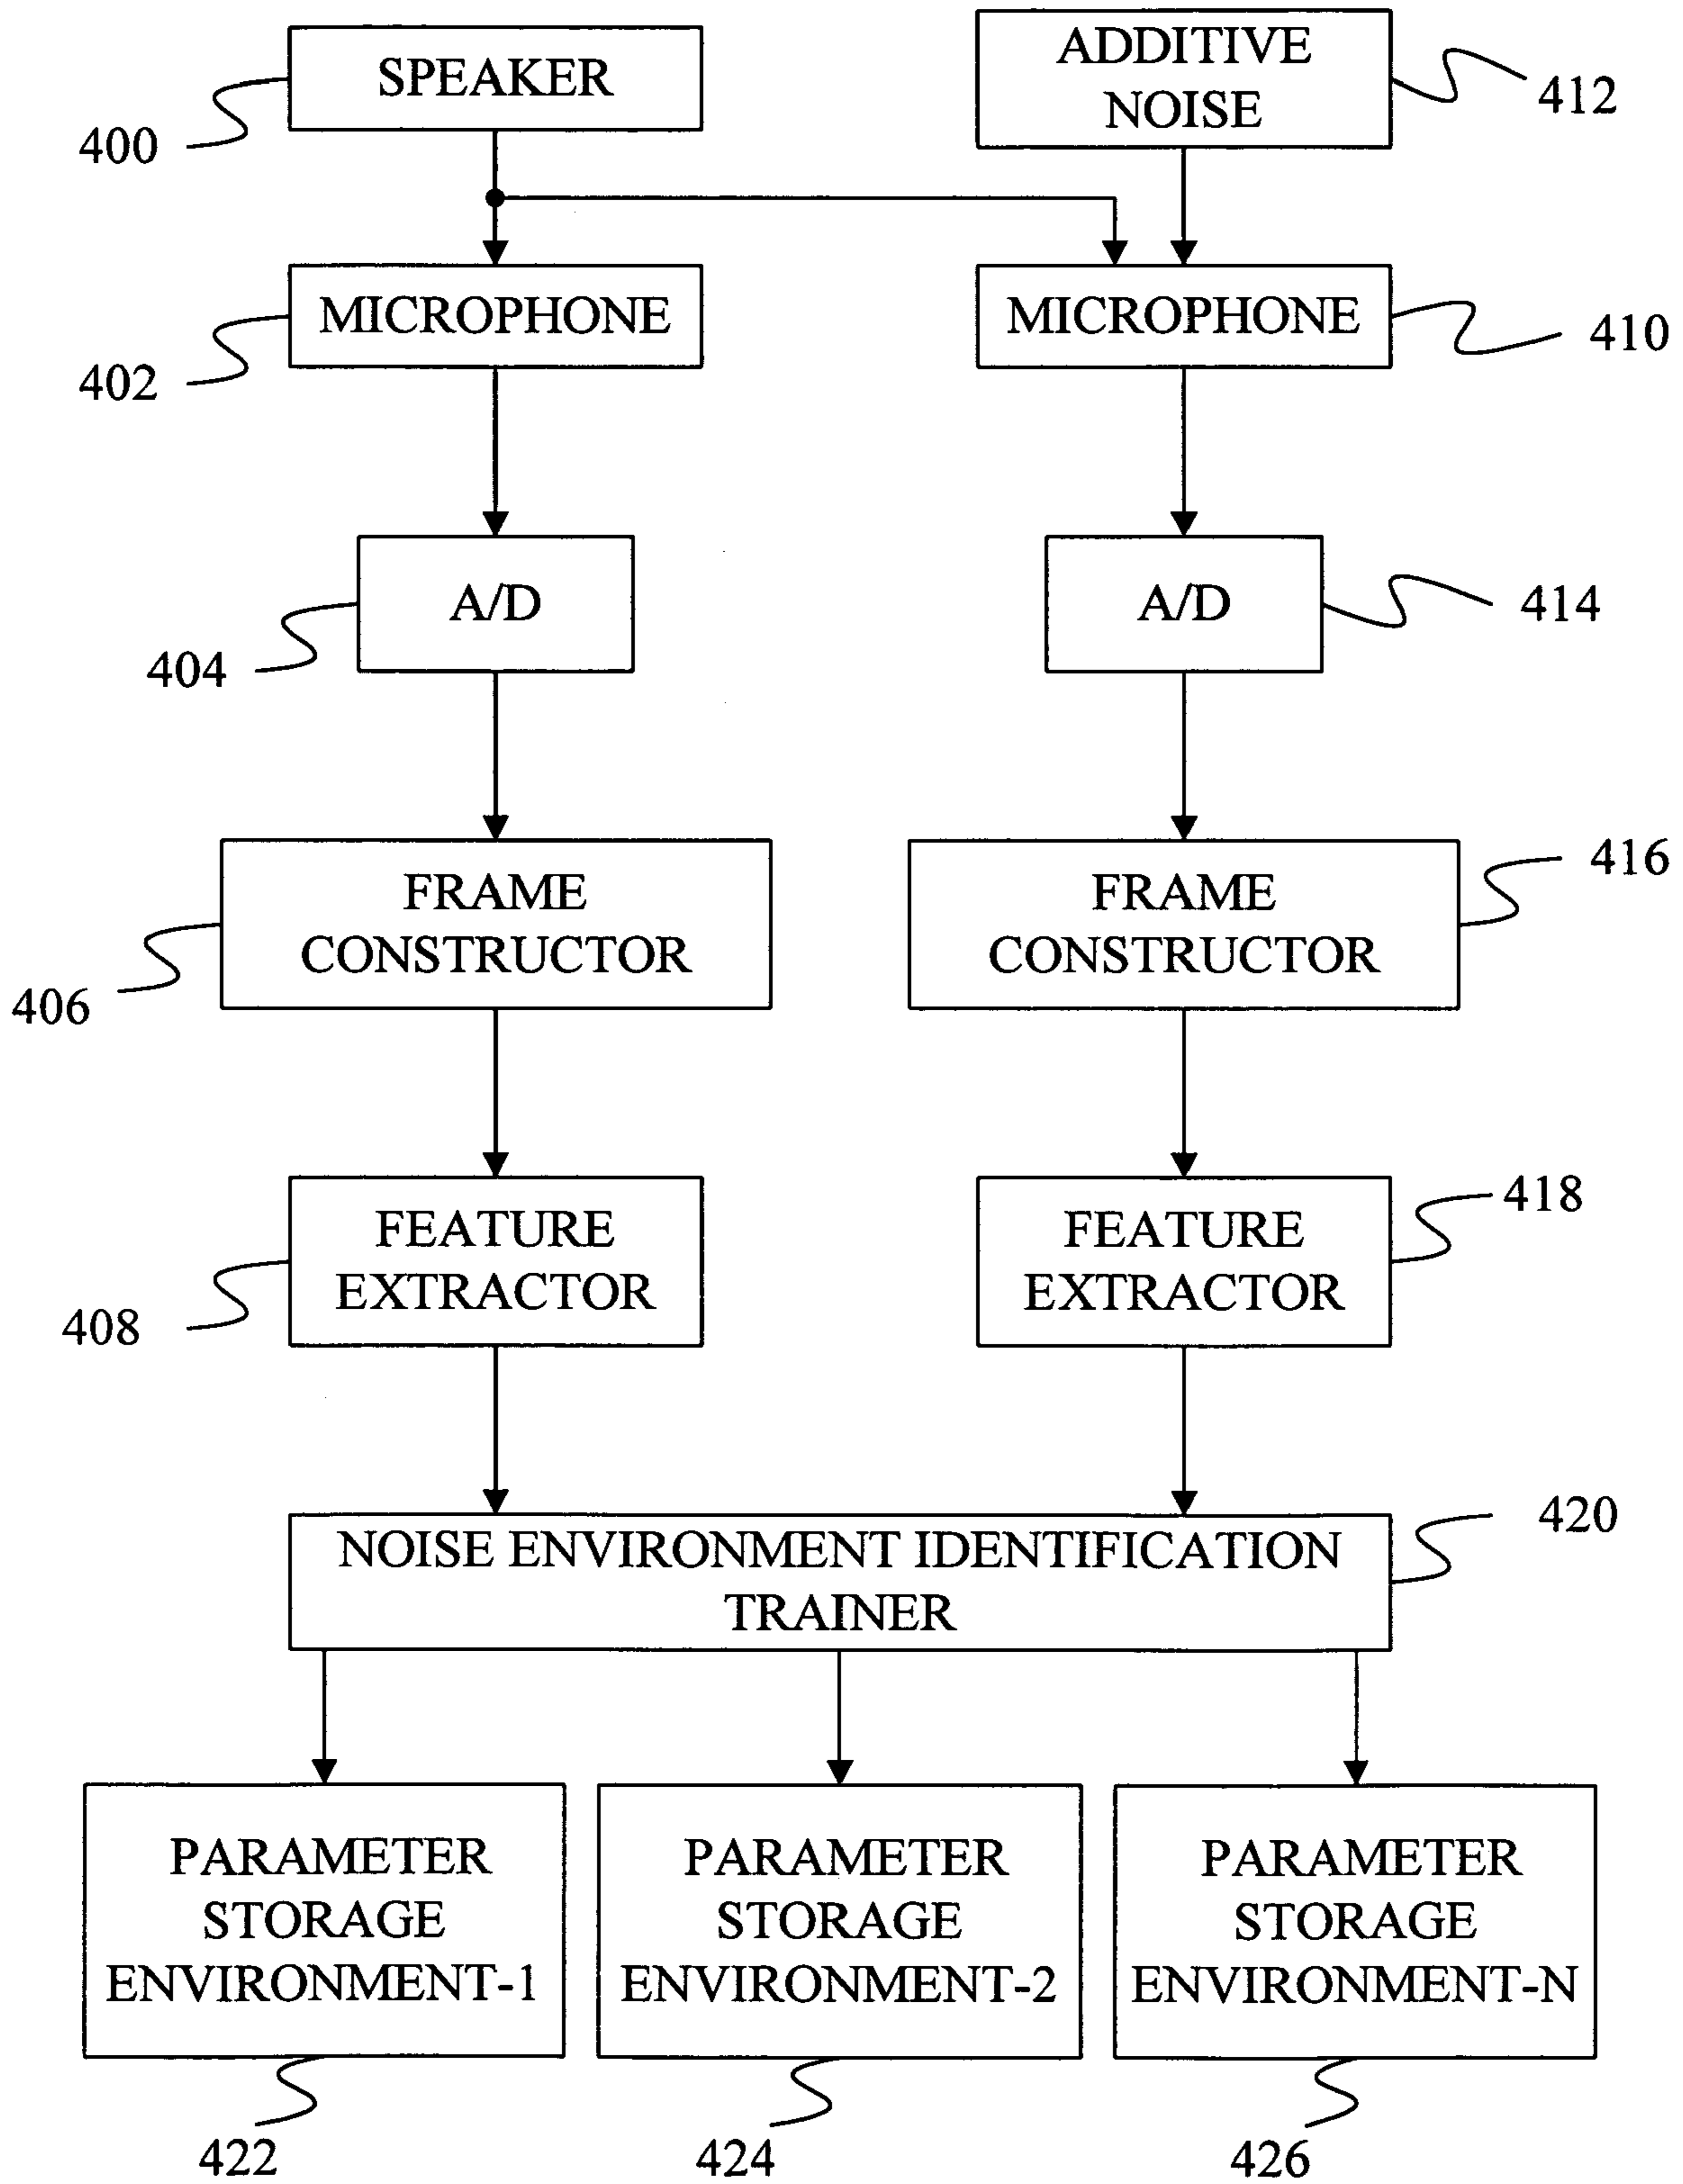 SPEAKER
400
ADDITIVE
NOISE
412
MICROPHONE
402
MICROPHONE
410
A/D
404
A/D
414
FRAME
CONSTRUCTOR
406
FRAME
CONSTRUCTOR
416
FEATURE
EXTRACTOR
408
FEATURE
EXTRACTOR
418
NOISE ENVIRONMENT IDENTIFICATION
TRAINER
420
PARAMETER
STORAGE
ENVIRONMENT-1
422
PARAMETER
STORAGE
ENVIRONMENT-2
424
PARAMETER
STORAGE
ENVIRONMENT-N
426